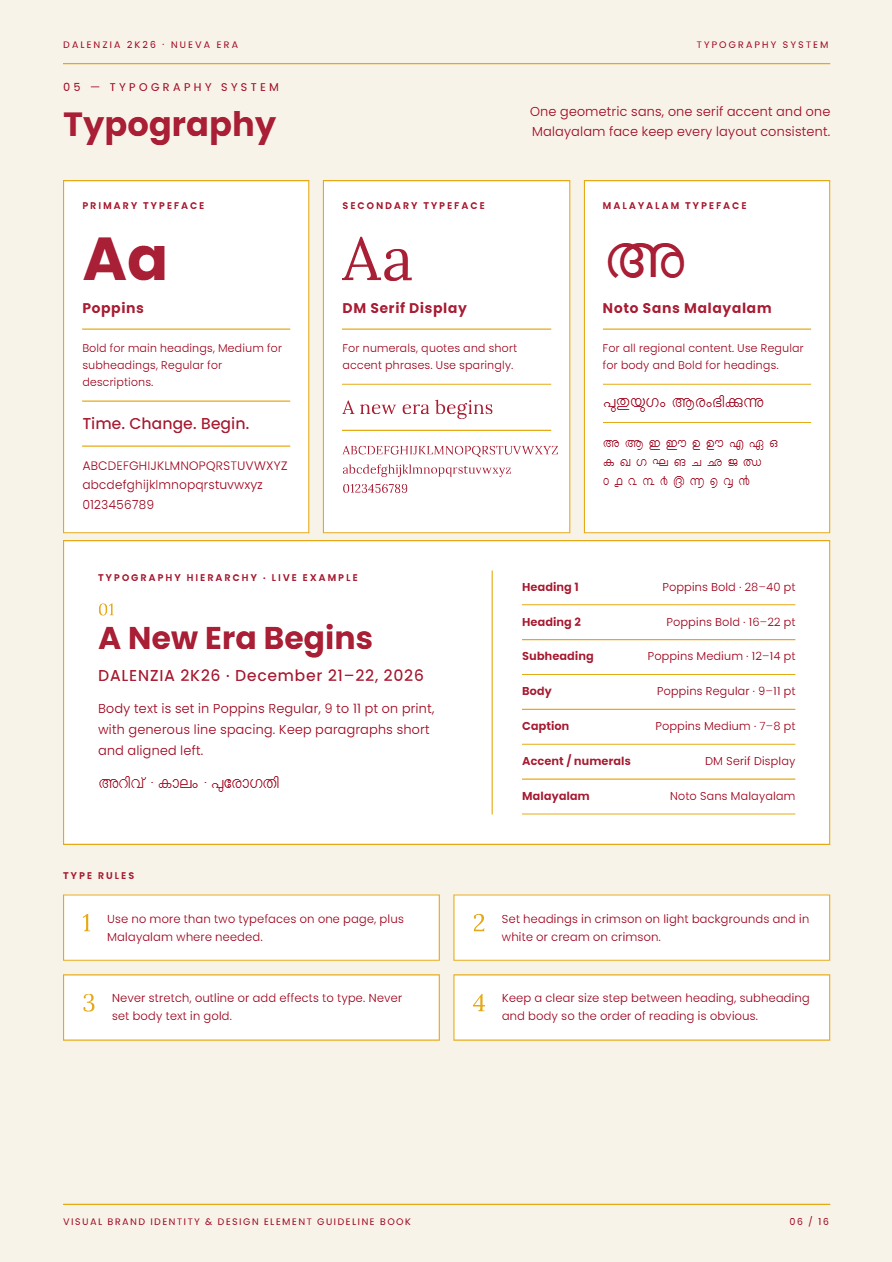 DALENZIA 2K26 · NUEVA ERA
TYPOGRAPHY SYSTEM
05 — TYPOGRAPHY SYSTEM
Typography
One geometric sans, one serif accent and one
Malayalam face keep every layout consistent.
PRIMARY TYPEFACE
Aa
Poppins
Bold for main headings, Medium for
subheadings, Regular for
descriptions.
Time. Change. Begin.
ABCDEFGHIJKLMNOPQRSTUVWXYZ
abcdefghijklmnopqrstuvwxyz
0123456789
SECONDARY TYPEFACE
Aa
DM Serif Display
For numerals, quotes and short
accent phrases. Use sparingly.
A new era begins
ABCDEFGHIJKLMNOPQRSTUVWXYZ
abcdefghijklmnopqrstuvwxyz
0123456789
MALAYALAM TYPEFACE
അ
Noto Sans Malayalam
For all regional content. Use Regular
for body and Bold for headings.
പുതുയുഗം ആരംഭിക്കുന്നു
അ ആ ഇ ഈ ഉ ഊ എ ഏ ഒ
ക ഖ ഗ ഘ ങ ച ഛ ജ ഝ
൦ ൧ ൨ ൩ ൪ ൫ ൬ ൭ ൮ ൯
TYPOGRAPHY HIERARCHY · LIVE EXAMPLE
01
A New Era Begins
DALENZIA 2K26 · December 21–22, 2026
Body text is set in Poppins Regular, 9 to 11 pt on print,
with generous line spacing. Keep paragraphs short
and aligned left.
അറിവ് · കാലം · പുരോഗതി
Heading 1 Poppins Bold · 28–40 pt
Heading 2 Poppins Bold · 16–22 pt
Subheading Poppins Medium · 12–14 pt
Body Poppins Regular · 9–11 pt
Caption Poppins Medium · 7–8 pt
Accent / numerals DM Serif Display
Malayalam Noto Sans Malayalam
TYPE RULES
1 Use no more than two typefaces on one page, plus
Malayalam where needed.
2 Set headings in crimson on light backgrounds and in
white or cream on crimson.
3 Never stretch, outline or add effects to type. Never
set body text in gold.
4 Keep a clear size step between heading, subheading
and body so the order of reading is obvious.
VISUAL BRAND IDENTITY & DESIGN ELEMENT GUIDELINE BOOK
06 / 16